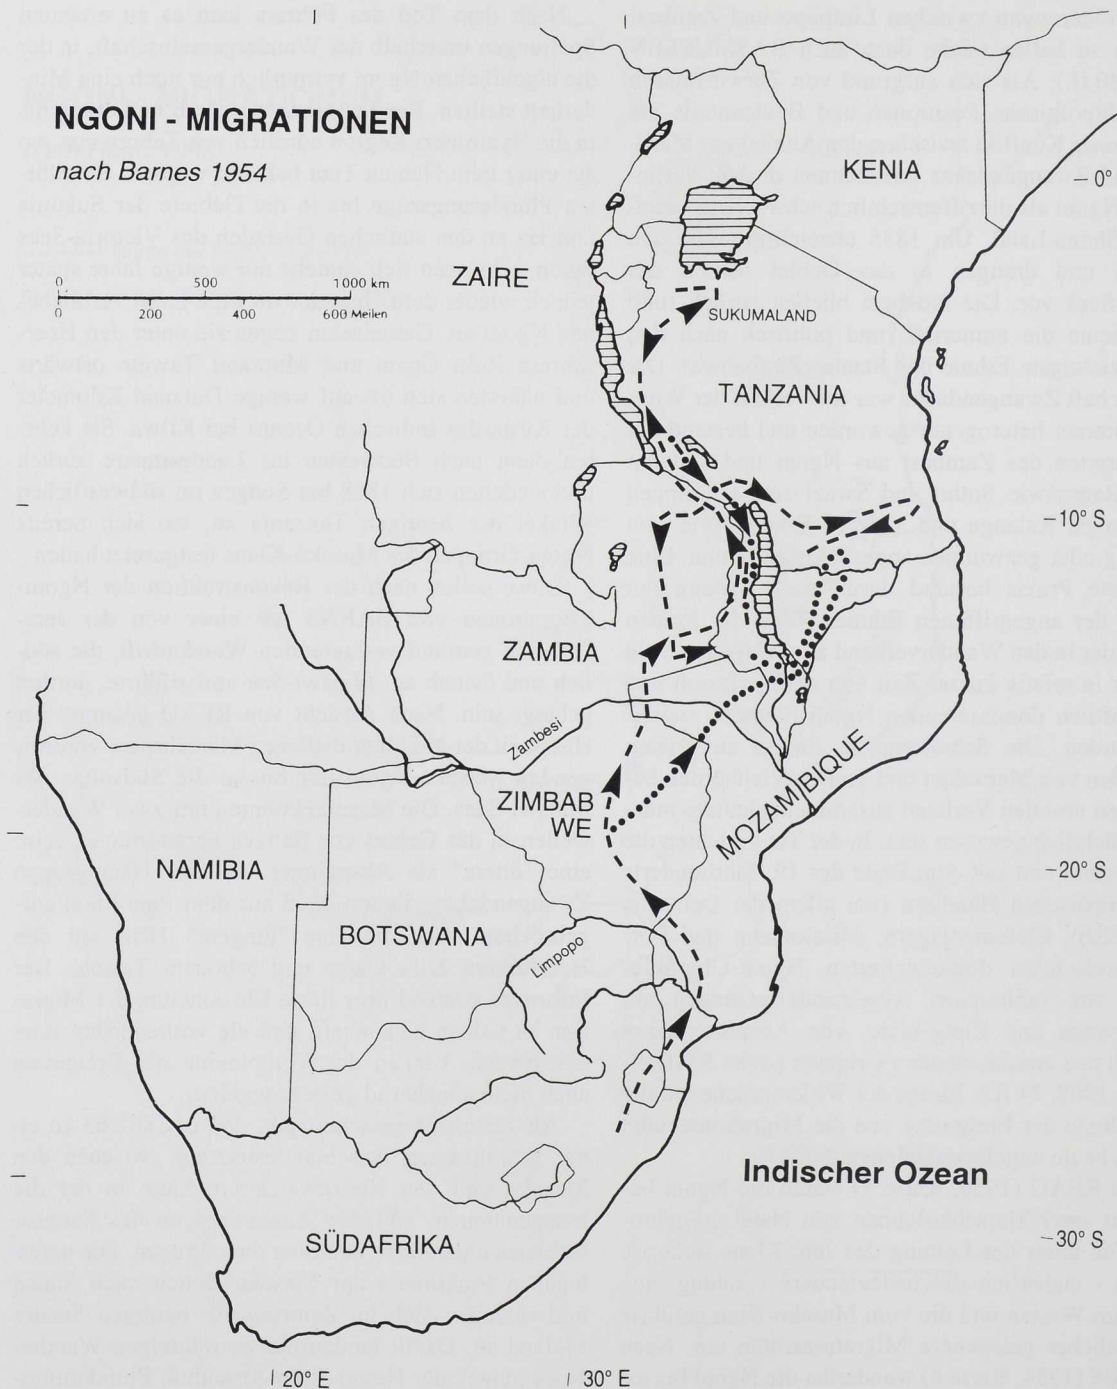 NGONI - MIGRATIONEN
nach Barnes 1954
KENIA
0°
ZAIRE
0 500 1000 km
0 200 400 600 Meilen
SUKUMALAND
TANZANIA
10° S
ZAMBIA
Zambesi
ZIMBAB
WE
MOZAMBIQUE
NAMIBIA
20° S
BOTSWANA
Limpopo
Indischer Ozean
SÜDAFRIKA
30° S
20° E
30° E